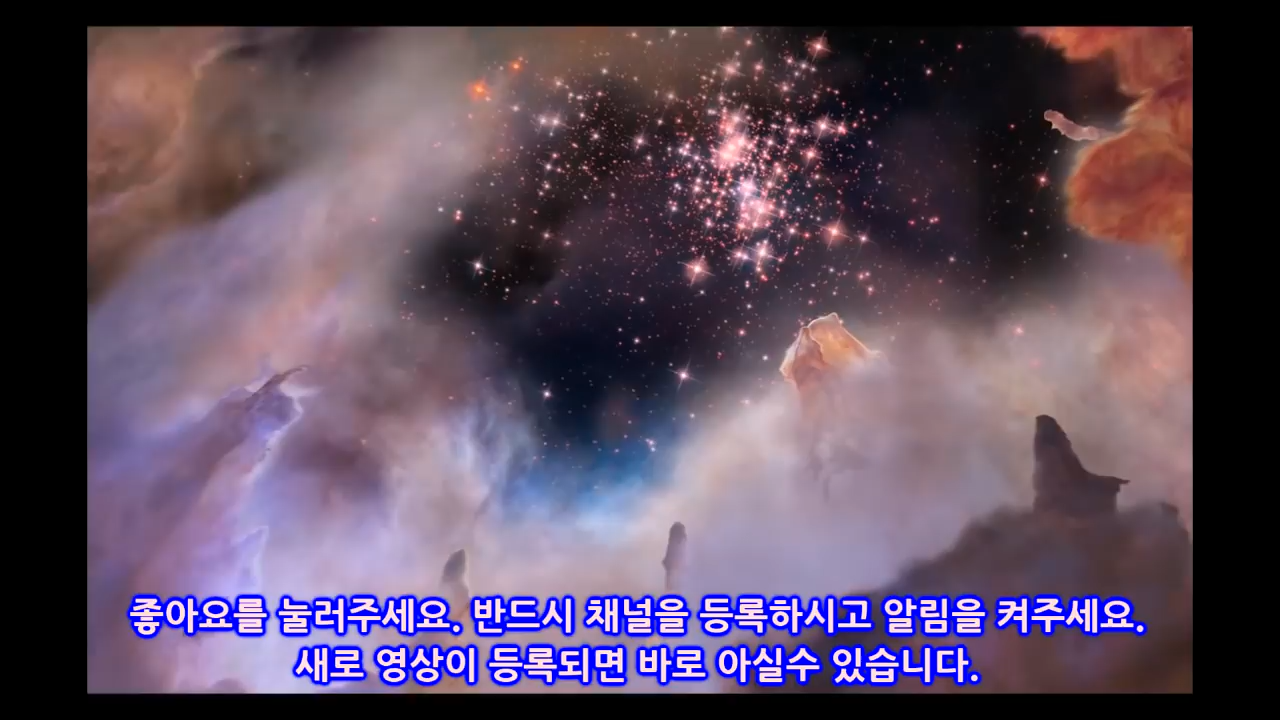 좋아요를 눌러주세요. 반드시 채널을 등록하시고 알림을 켜주세요.
새로 영상이 등록되면 바로 아실수 있습니다.